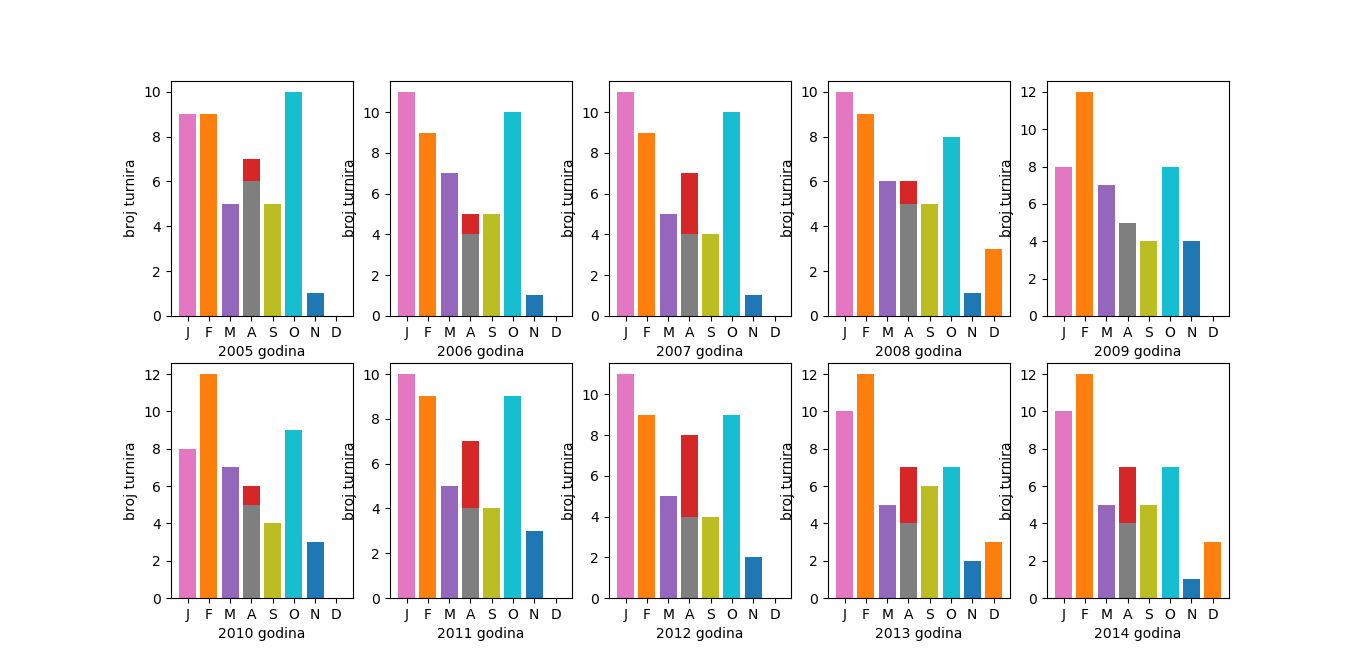 10
8
6
4
2
0
broj turnira
J F M A S O N D
2005 godina
10
8
6
4
2
0
broj turnira
J F M A S O N D
2006 godina
10
8
6
4
2
0
broj turnira
J F M A S O N D
2007 godina
10
8
6
4
2
0
broj turnira
J F M A S O N D
2008 godina
12
10
8
6
4
2
0
broj turnira
J F M A S O N D
2009 godina
12
10
8
6
4
2
0
broj turnira
J F M A S O N D
2010 godina
10
8
6
4
2
0
broj turnira
J F M A S O N D
2011 godina
10
8
6
4
2
0
broj turnira
J F M A S O N D
2012 godina
12
10
8
6
4
2
0
broj turnira
J F M A S O N D
2013 godina
12
10
8
6
4
2
0
broj turnira
J F M A S O N D
2014 godina